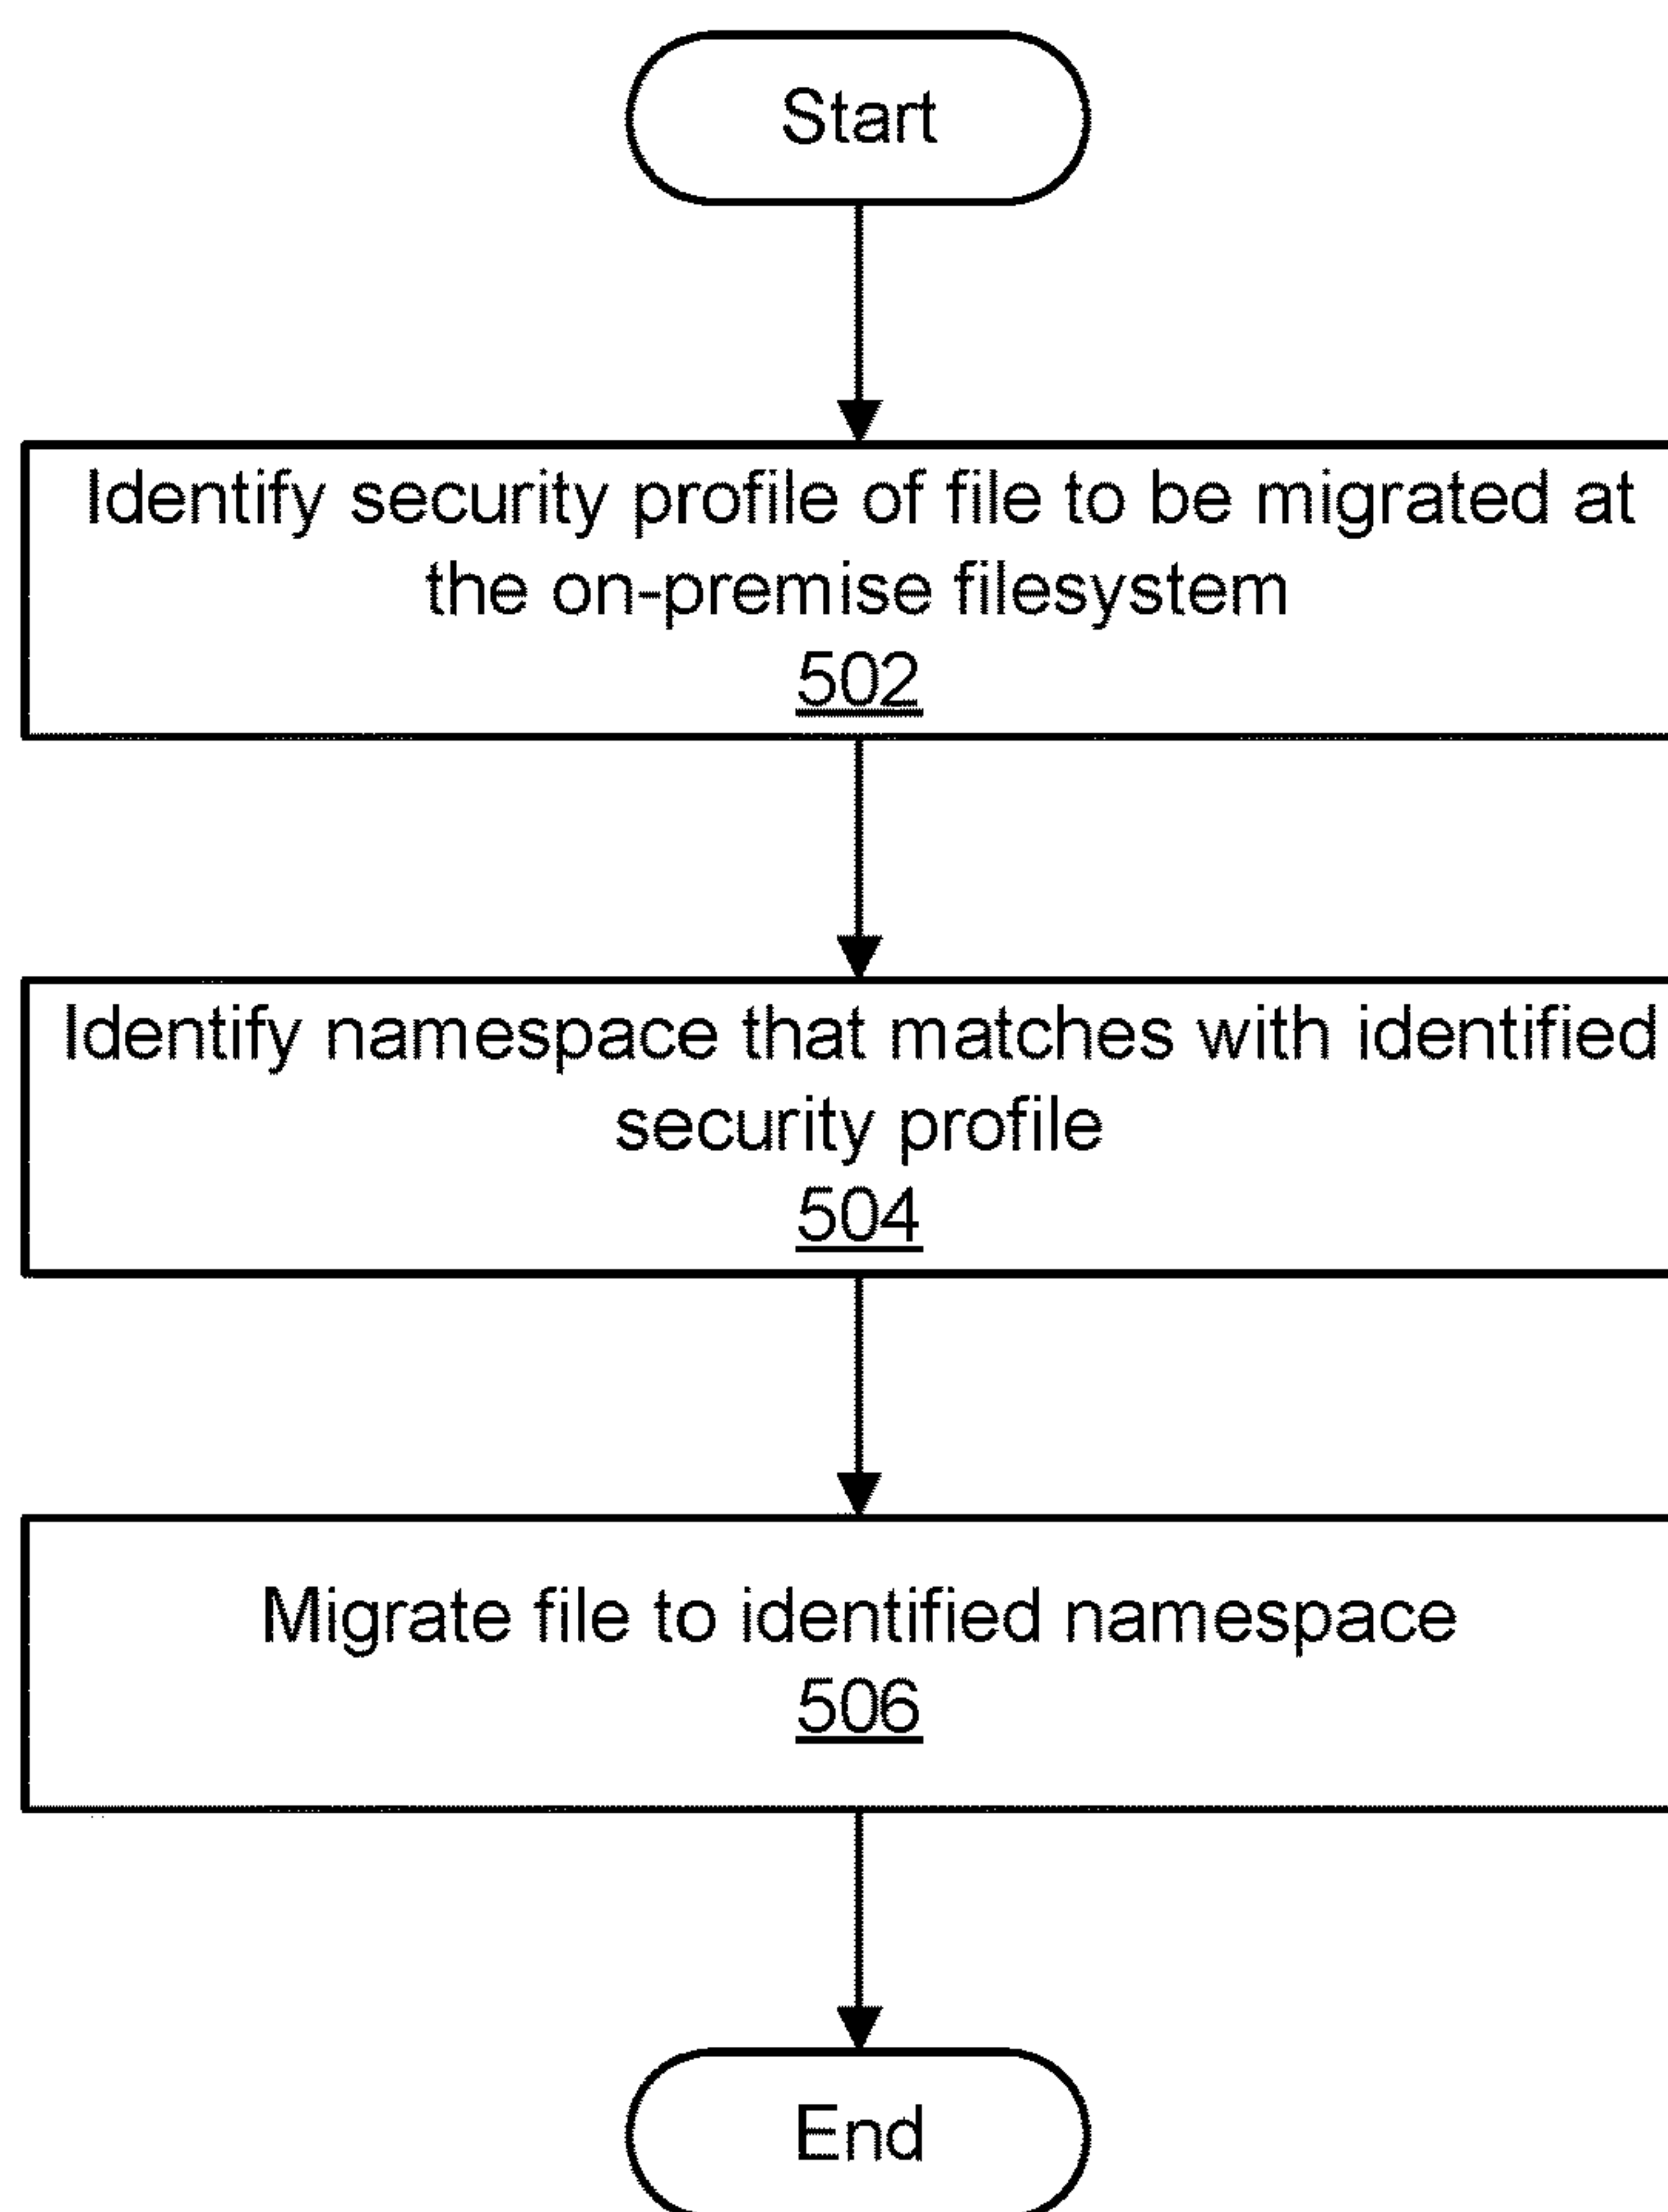 Start
Identify security profile of file to be migrated at
the on-premise filesystem
502
Identify namespace that matches with identified
security profile
504
Migrate file to identified namespace
506
End